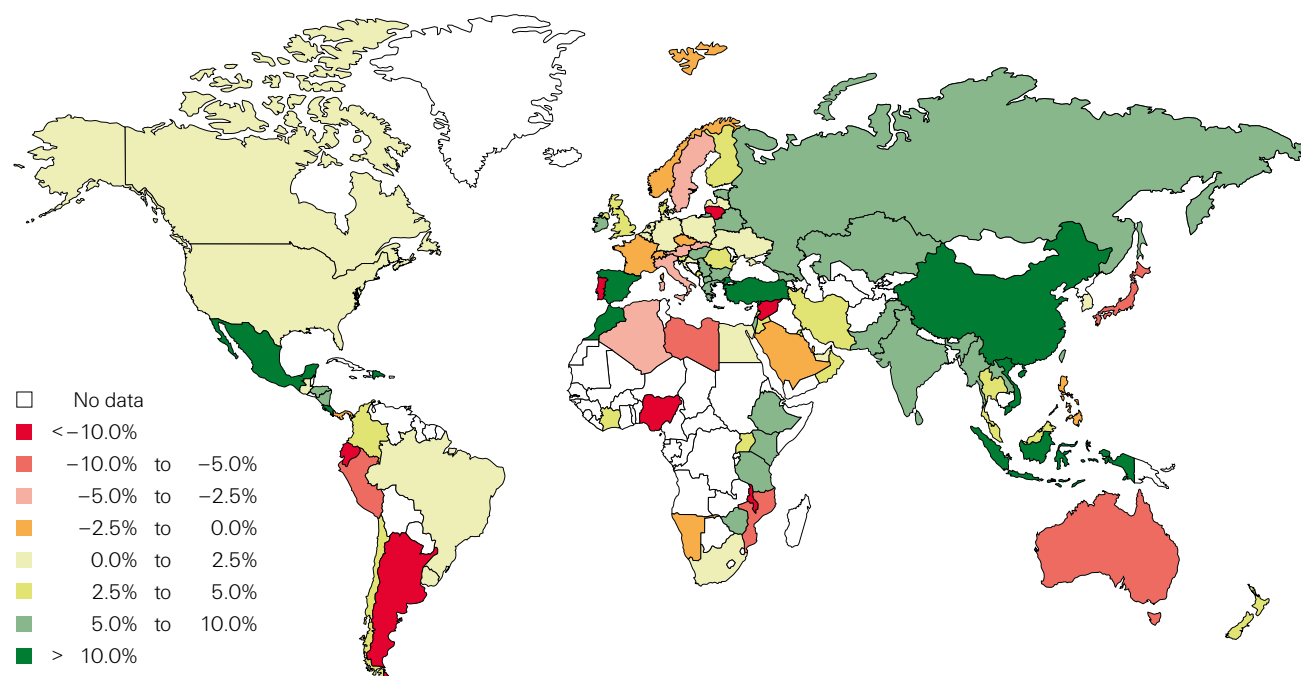 No data
< −10.0%
−10.0% to −5.0%
−5.0% to −2.5%
−2.5% to 0.0%
0.0% to 2.5%
2.5% to 5.0%
5.0% to 10.0%
> 10.0%